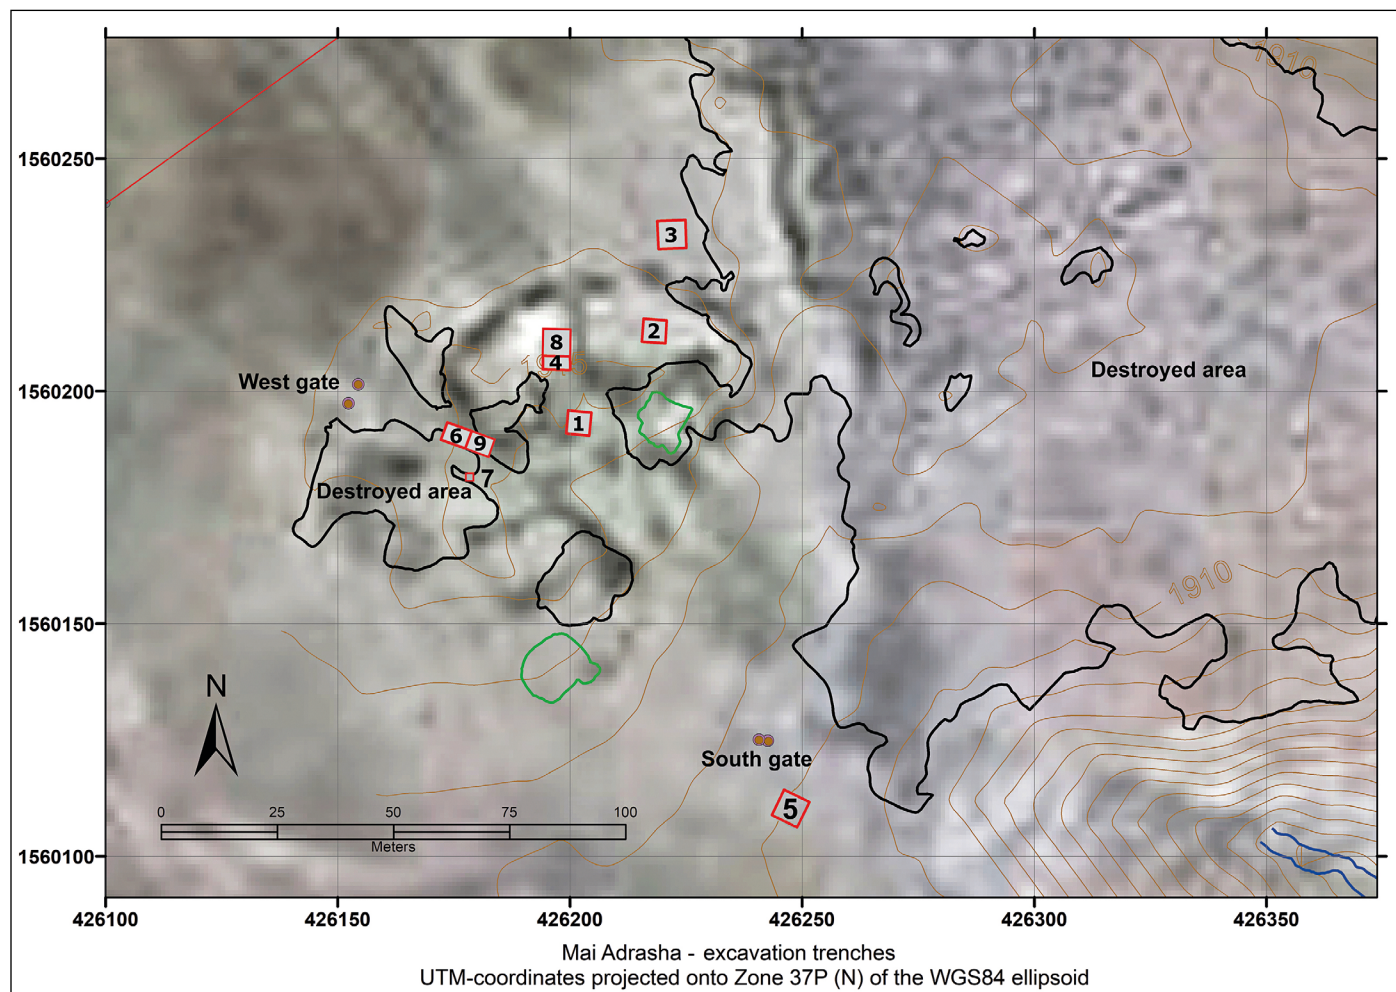 1910
1560250
3
2
8
4
1915
Destroyed area
West gate
1560200
1
6
9
7
Destroyed area
1910
1560150
N
South gate
5
0 25 50 75 100
Meters
1560100
426100 426150 426200 426250 426300 426350
Mai Adrasha - excavation trenches
UTM-coordinates projected onto Zone 37P (N) of the WGS84 ellipsoid